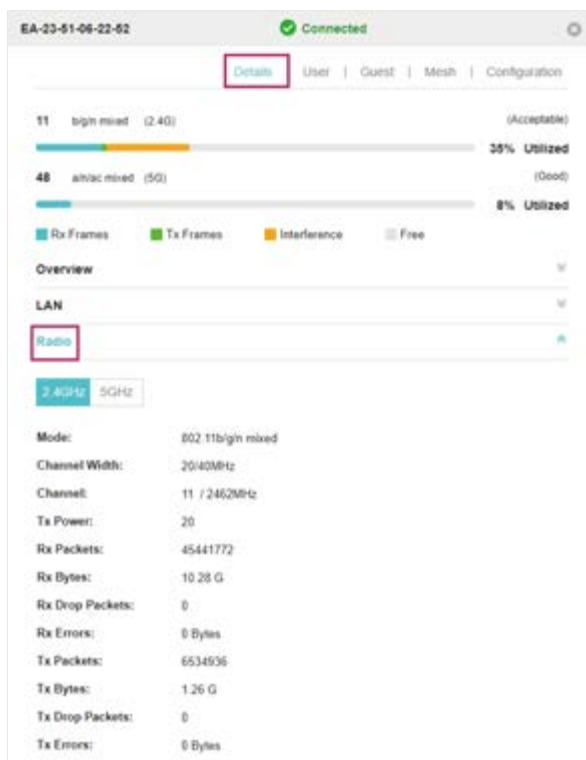 EA-23-51-06-22-52 Connected
Details User | Guest | Mesh | Configuration
11 b/g/n mixed (2.4G) (Acceptable)
35% Utilized
48 a/n/ac mixed (5G) (Good)
8% Utilized
Rx Frames Tx Frames Interference Free
Overview
LAN
Radio
2.4GHz 5GHz
Mode: 802.11b/g/n mixed
Channel Width: 20/40MHz
Channel: 11 / 2462MHz
Tx Power: 20
Rx Packets: 45441772
Rx Bytes: 10.28 G
Rx Drop Packets: 0
Rx Errors: 0 Bytes
Tx Packets: 6534936
Tx Bytes: 1.26 G
Tx Drop Packets: 0
Tx Errors: 0 Bytes